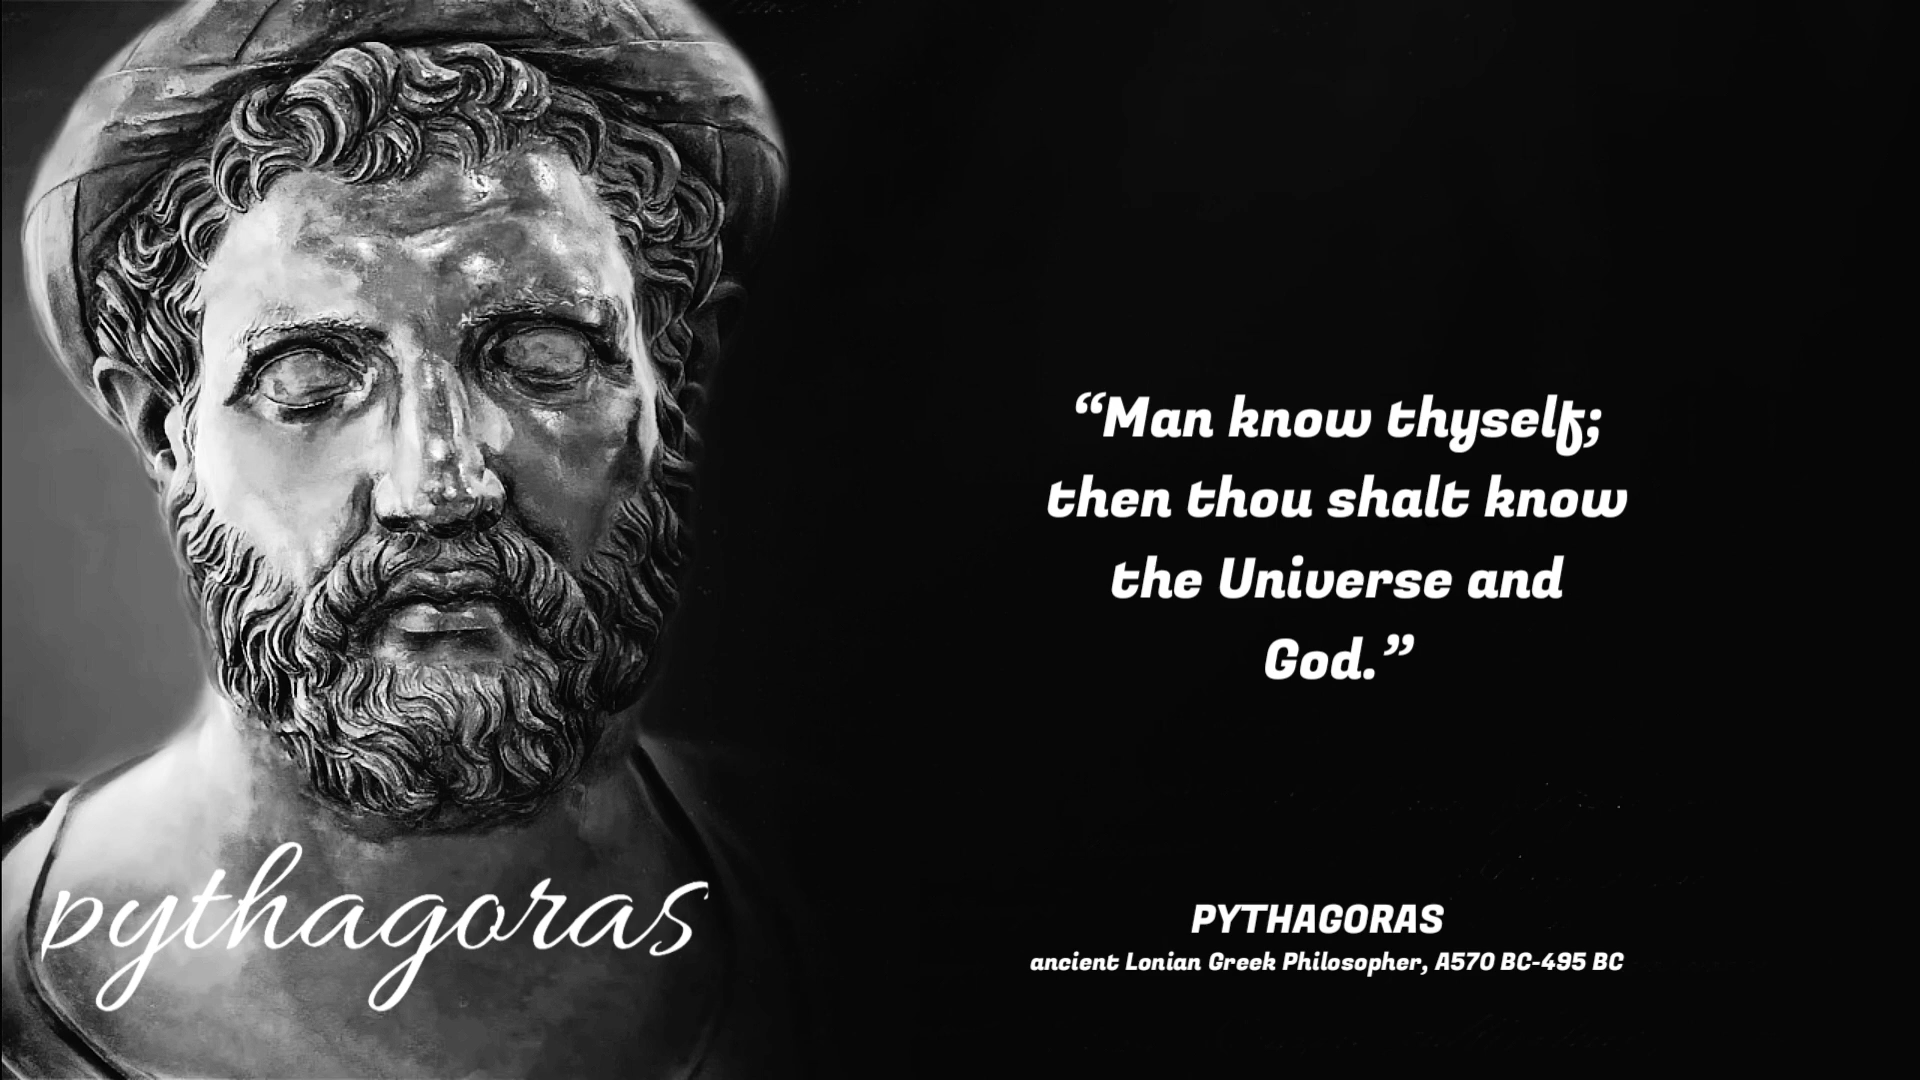 “Man know thyself;
then thou shalt know
the Universe and
God.”
pythagoras
PYTHAGORAS
ancient Lonian Greek Philosopher, A570 BC-495 BC